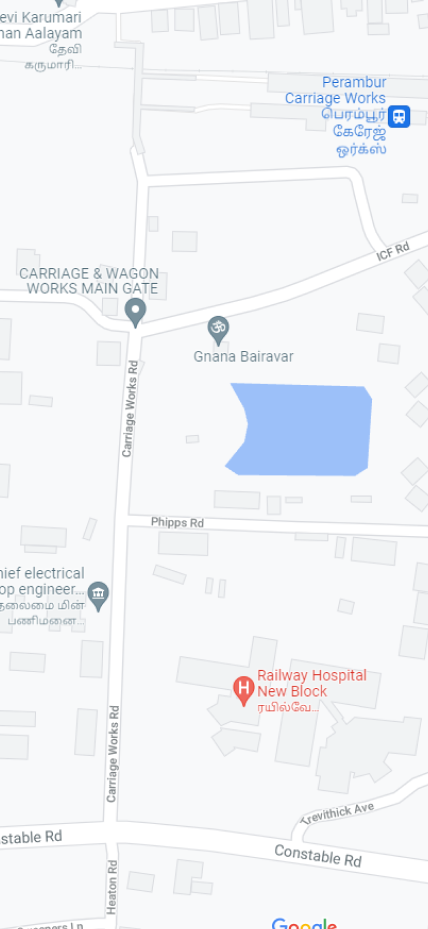 evi Karumari
nan Aalayam
தேவி
கருமாரி...
Perambur
Carriage Works
பெரம்பூர்
கேரேஜ்
ஒர்க்ஸ்
ICF Rd
CARRIAGE & WAGON
WORKS MAIN GATE
Gnana Bairavar
Carriage Works Rd
Phipps Rd
hief electrical
op engineer...
தலைமை மின்
பணிமனை...
Railway Hospital
New Block
ரயில்வே...
Carriage Works Rd
Trevithick Ave
nstable Rd
Constable Rd
Heaton Rd
Google